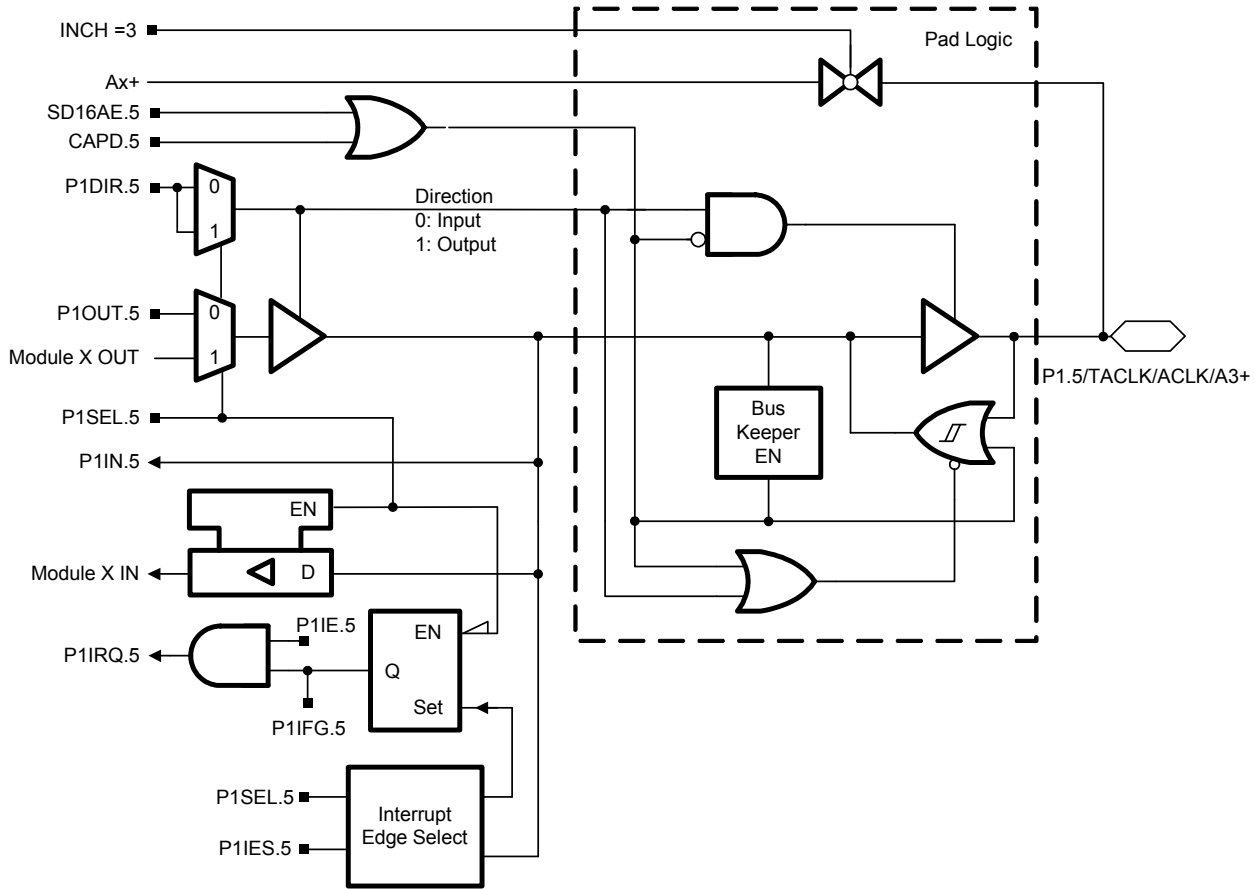 INCH =3
Pad Logic
Ax+
SD16AE.5
CAPD.5
P1DIR.5
0
1
Direction
0: Input
1: Output
P1OUT.5
0
Module X OUT
1
P1.5/TACLK/ACLK/A3+
P1SEL.5
Bus
Keeper
EN
P1IN.5
EN
Module X IN
D
P1IE.5
EN
P1IRQ.5
Q
Set
P1IFG.5
P1SEL.5
Interrupt
Edge Select
P1IES.5